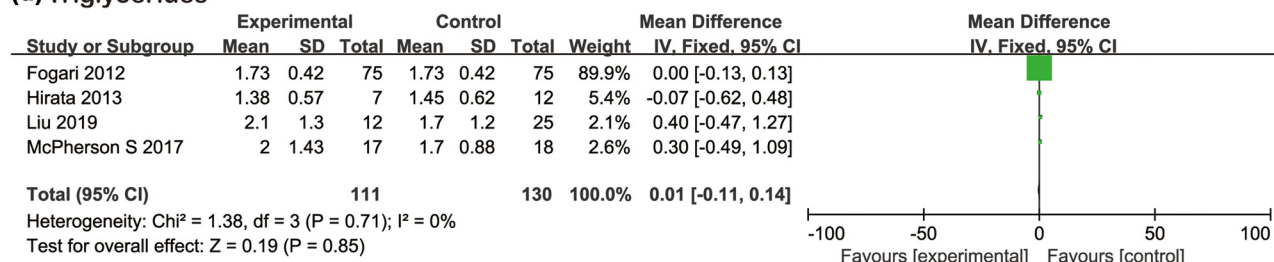 Triglycerides
Experimental Control Mean Difference Mean Difference
Study or Subgroup Mean SD Total Mean SD Total Weight IV, Fixed, 95% CI IV, Fixed, 95% CI
Fogari 2012 1.73 0.42 75 1.73 0.42 75 89.9% 0.00 [-0.13, 0.13]
Hirata 2013 1.38 0.57 7 1.45 0.62 12 5.4% -0.07 [-0.62, 0.48]
Liu 2019 2.1 1.3 12 1.7 1.2 25 2.1% 0.40 [-0.47, 1.27]
McPherson S 2017 2 1.43 17 1.7 0.88 18 2.6% 0.30 [-0.49, 1.09]
Total (95% CI) 111 130 100.0% 0.01 [-0.11, 0.14]
Heterogeneity: Chi² = 1.38, df = 3 (P = 0.71); I² = 0%
Test for overall effect: Z = 0.19 (P = 0.85)
-100 -50 0 50 100
Favours [experimental] Favours [control]